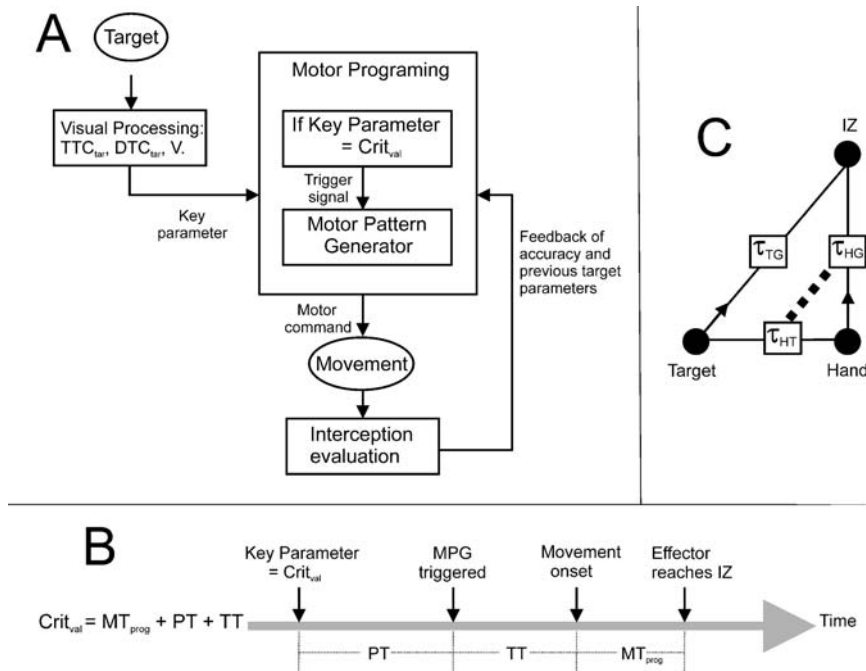 A
Target
Visual Processing:
TTCtar, DTCtar, V.
Key
parameter
Motor Programing
If Key Parameter
= Critval
Trigger
signal
Motor Pattern
Generator
Motor
command
Movement
Interception
evaluation
Feedback of
accuracy and
previous target
parameters
C
IZ
τTG
τHG
τHT
Target
Hand
B
Key Parameter
= Critval
MPG
triggered
Movement
onset
Effector
reaches IZ
Critval = MTprog + PT + TT
Time
PT
TT
MTprog